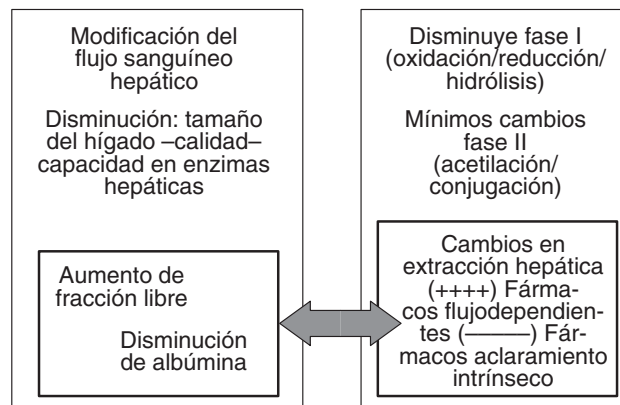 Modificación del
flujo sanguíneo
hepático
Disminución: tamaño
del hígado –calidad–
capacidad en enzimas
hepáticas
Aumento de
fracción libre
Disminución
de albúmina
Disminuye fase I
(oxidación/reducción/
hidrólisis)
Mínimos cambios
fase II
(acetilación/
conjugación)
Cambios en
extracción hepática
(++++) Fárma-
cos flujodependien-
tes (–––––) Fár-
macos aclaramiento
intrínseco